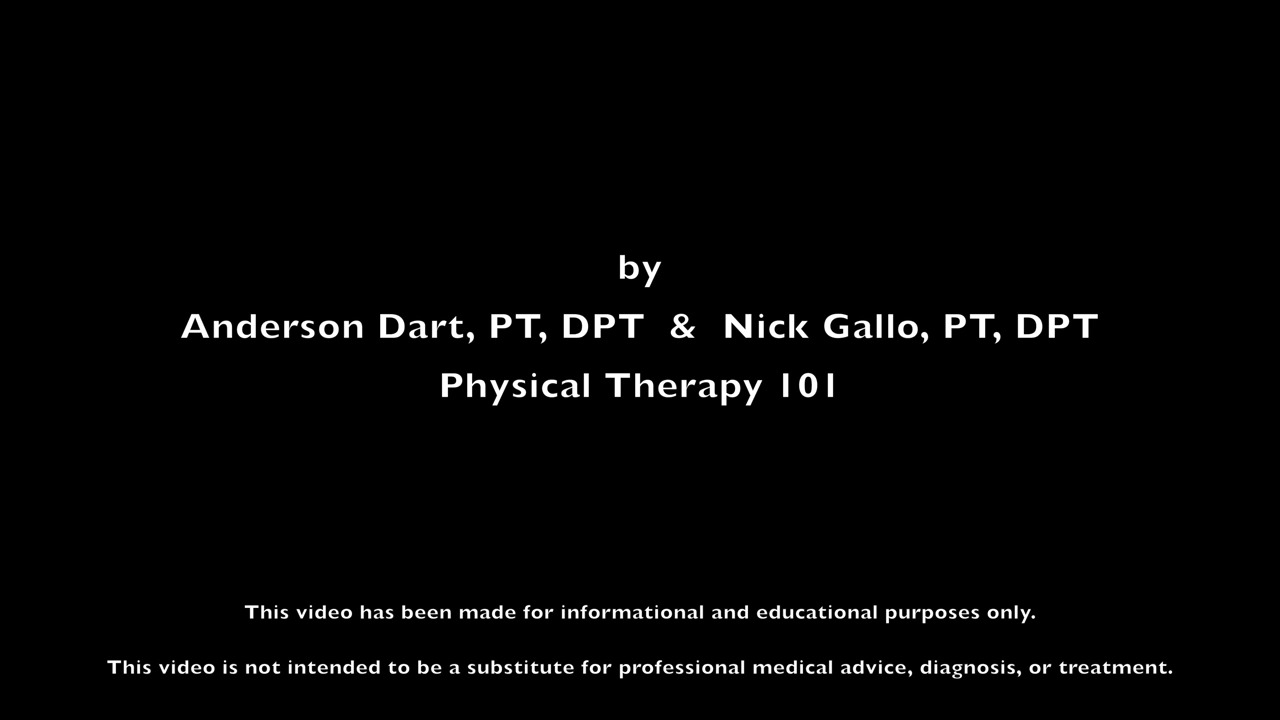 by
Anderson Dart, PT, DPT & Nick Gallo, PT, DPT
Physical Therapy 101
This video has been made for informational and educational purposes only.
This video is not intended to be a substitute for professional medical advice, diagnosis, or treatment.